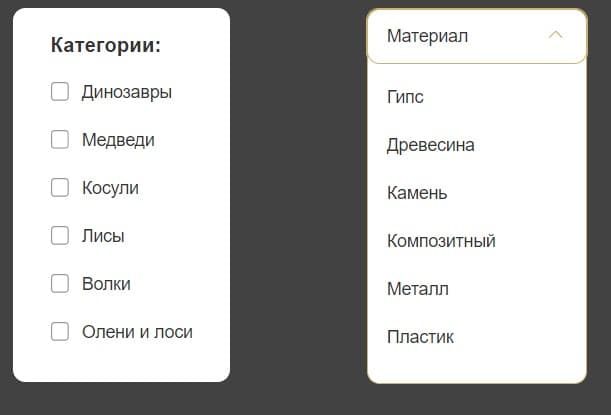 Категории:
Динозавры
Медведи
Косули
Лисы
Волки
Олени и лоси
Материал
Гипс
Древесина
Камень
Композитный
Металл
Пластик